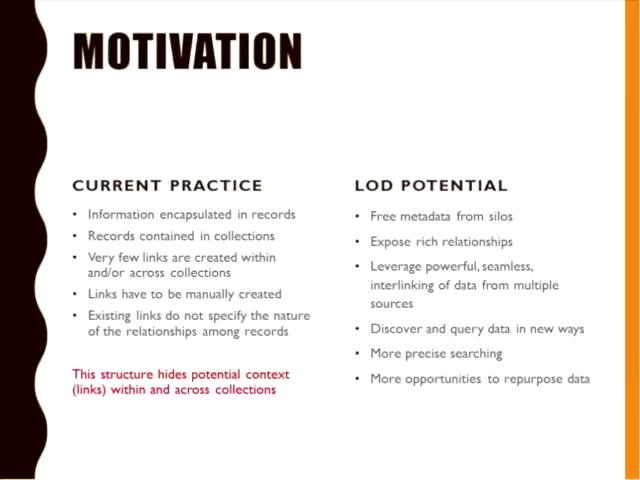 MOTIVATION
CURRENT PRACTICE
• Information encapsulated in records
• Records contained in collections
• Very few links are created within
and/or across collections
• Links have to be manually created
• Existing links do not specify the nature
of the relationships among records
This structure hides potential context
(links) within and across collections
LOD POTENTIAL
• Free metadata from silos
• Expose rich relationships
• Leverage powerful, seamless,
interlinking of data from multiple
sources
• Discover and query data in new ways
• More precise searching
• More opportunities to repurpose data